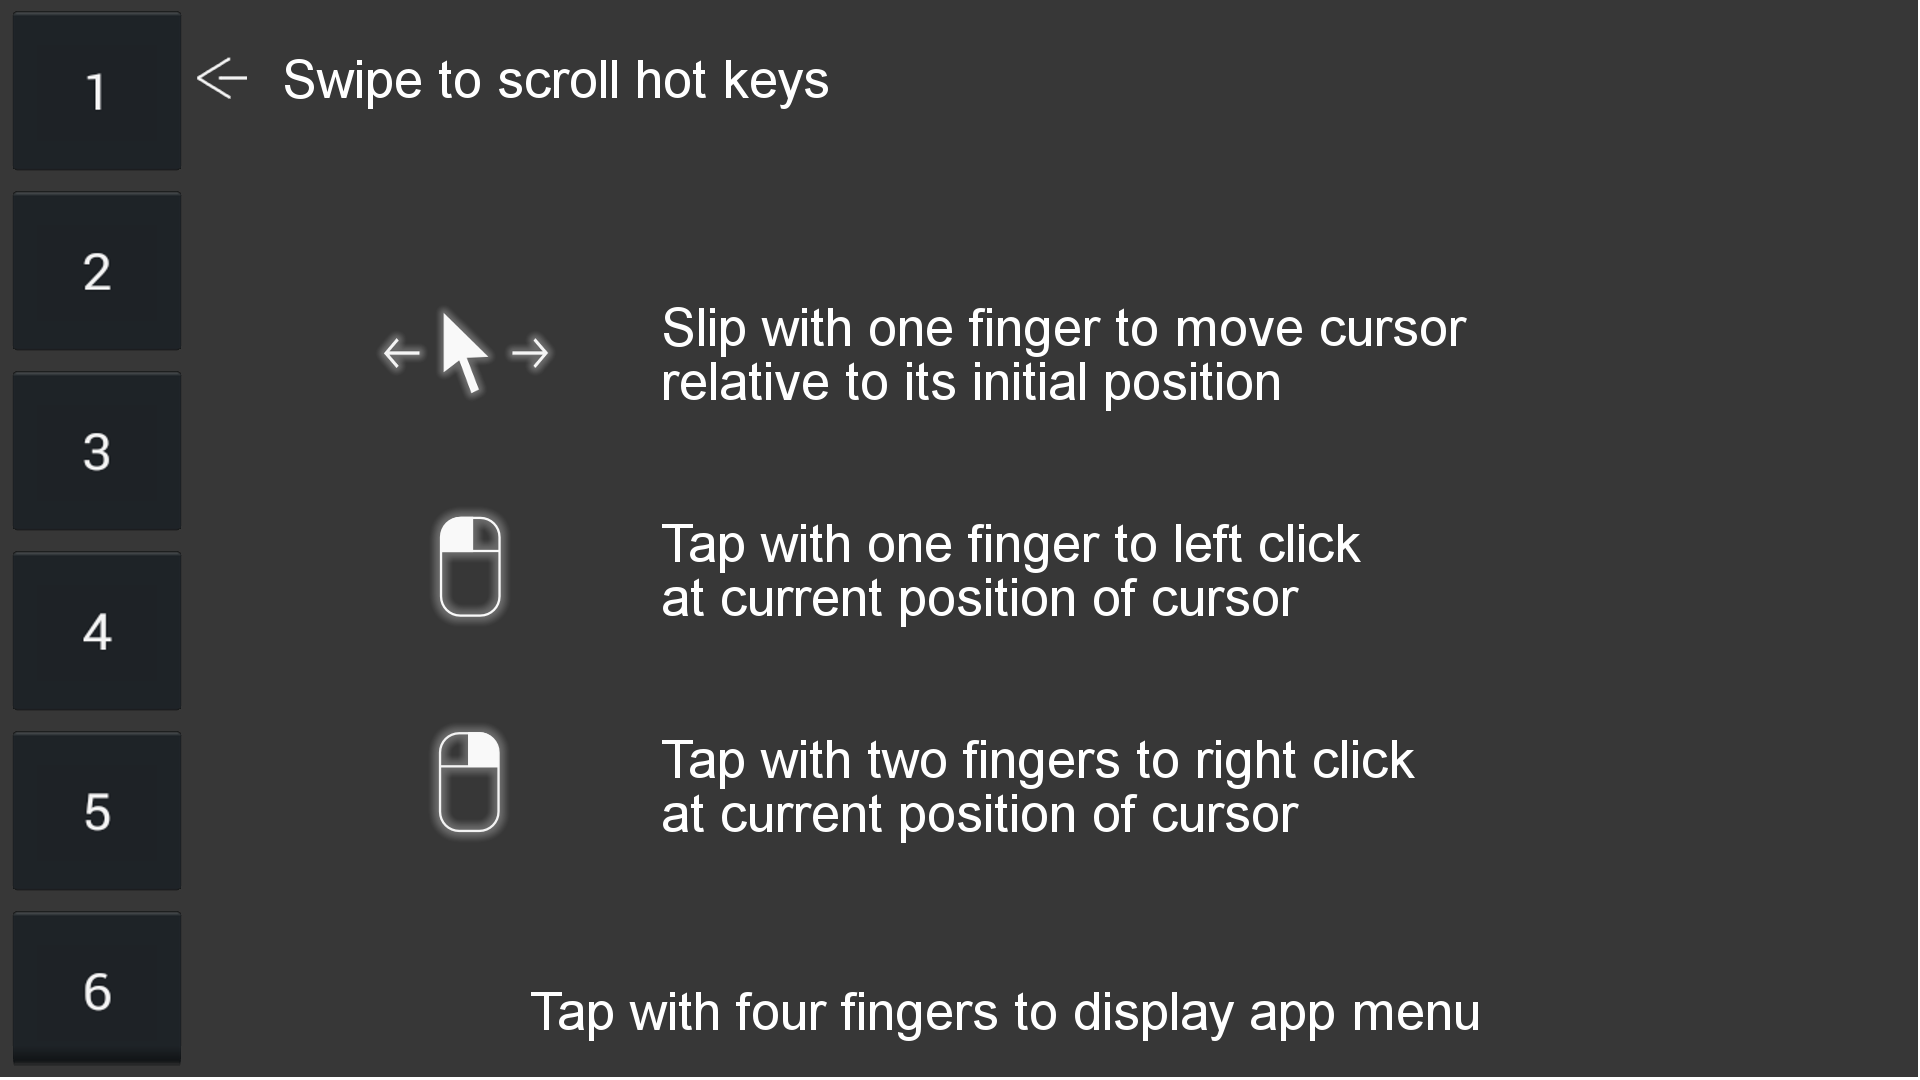 1
Swipe to scroll hot keys
2
Slip with one finger to move cursor
relative to its initial position
3
Tap with one finger to left click
at current position of cursor
4
Tap with two fingers to right click
at current position of cursor
5
6
Tap with four fingers to display app menu